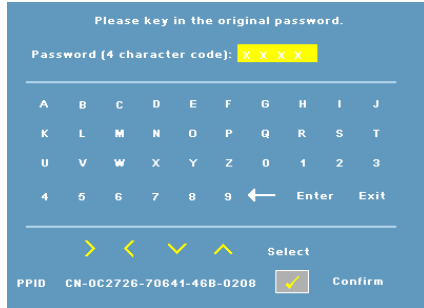 Please key in the original password.
Password (4 character code): X X X X
A B C D E F G H I J
K L M N O P Q R S T
U V W X Y Z 0 1 2 3
4 5 6 7 8 9 ← Enter Exit
Select
PPID CN-0C2726-70641-46B-0208 ✓ Confirm